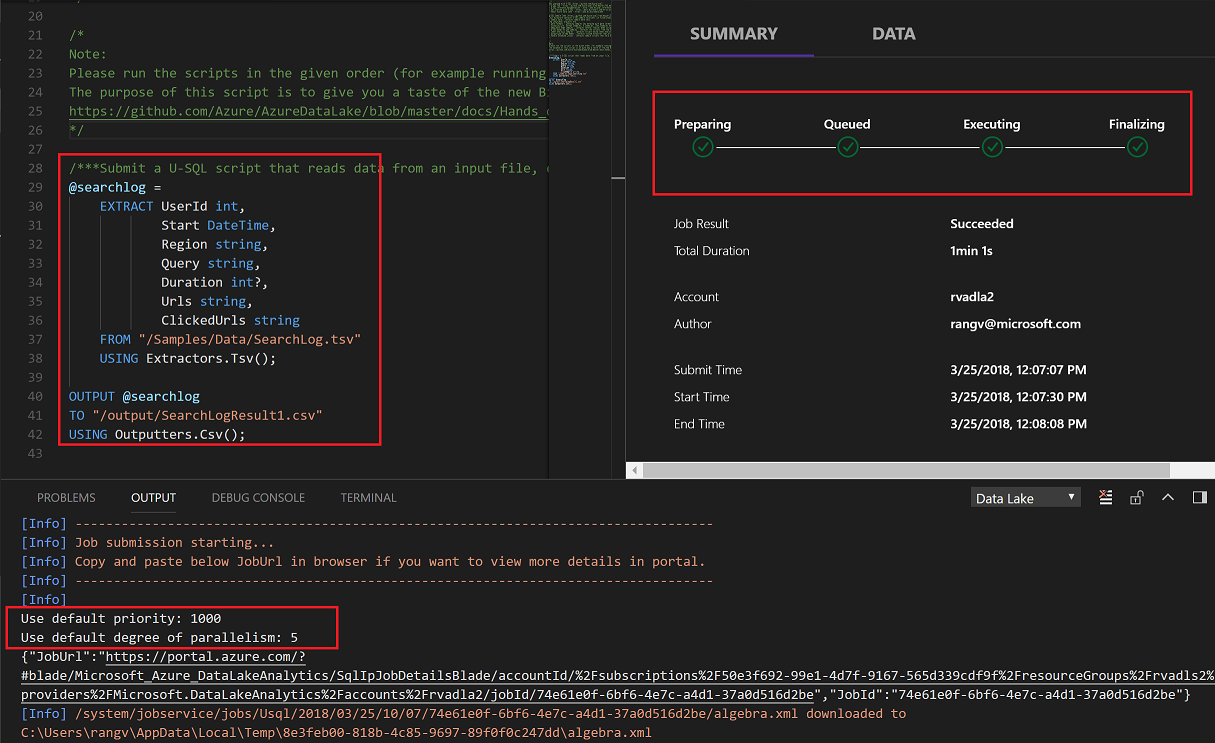 20
21 /*
22 Note:
23 Please run the scripts in the given order (for example running
24 The purpose of this script is to give you a taste of the new B
25 https://github.com/Azure/AzureDataLake/blob/master/docs/Hands_
26 */
27
28 /***Submit a U-SQL script that reads data from an input file,
29 @searchlog =
30 EXTRACT UserId int,
31 Start DateTime,
32 Region string,
33 Query string,
34 Duration int?,
35 Urls string,
36 ClickedUrls string
37 FROM "/Samples/Data/SearchLog.tsv"
38 USING Extractors.Tsv();
39
40 OUTPUT @searchlog
41 TO "/output/SearchLogResult1.csv"
42 USING Outputters.Csv();
43
SUMMARY DATA
Preparing Queued Executing Finalizing
Job Result Succeeded
Total Duration 1min 1s
Account rvadla2
Author rangv@microsoft.com
Submit Time 3/25/2018, 12:07:07 PM
Start Time 3/25/2018, 12:07:30 PM
End Time 3/25/2018, 12:08:08 PM
PROBLEMS OUTPUT DEBUG CONSOLE TERMINAL Data Lake
[Info] ---------------------------------------------------------------------------------
[Info] Job submission starting...
[Info] Copy and paste below JobUrl in browser if you want to view more details in portal.
[Info] ---------------------------------------------------------------------------------
[Info]
Use default priority: 1000
Use default degree of parallelism: 5
{"JobUrl":"https://portal.azure.com/?
#blade/Microsoft_Azure_DataLakeAnalytics/SqlIpJobDetailsBlade/accountId/%2Fsubscriptions%2F50e3f692-99e1-4d7f-9167-565d339cdf9f%2FresourceGroups%2Frvadls2%
providers%2FMicrosoft.DataLakeAnalytics%2Faccounts%2Frvadla2/jobId/74e61e0f-6bf6-4e7c-a4d1-37a0d516d2be","JobId":"74e61e0f-6bf6-4e7c-a4d1-37a0d516d2be"}
[Info] /system/jobservice/jobs/Usql/2018/03/25/10/07/74e61e0f-6bf6-4e7c-a4d1-37a0d516d2be/algebra.xml downloaded to
C:\Users\rangv\AppData\Local\Temp\8e3feb00-818b-4c85-9697-89f0f0c247dd\algebra.xml